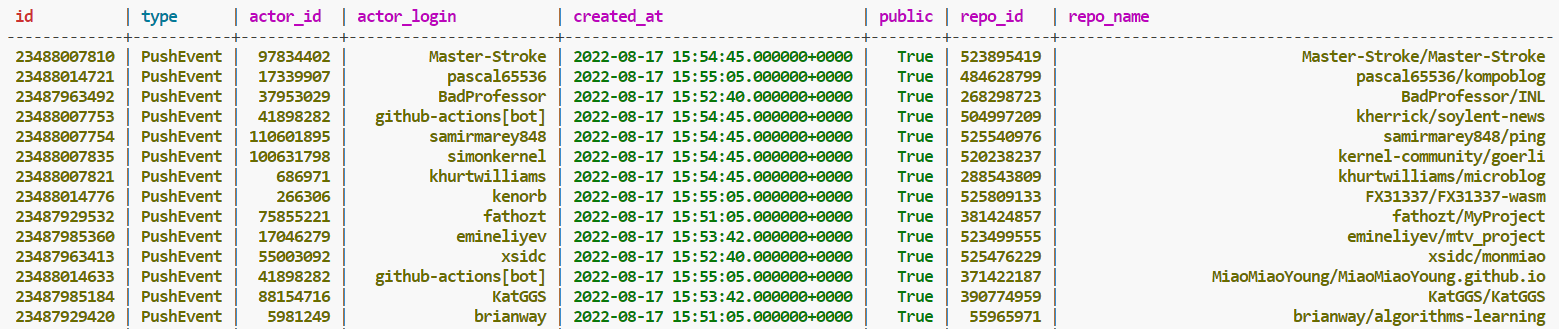 id | type | actor_id | actor_login | created_at | public | repo_id | repo_name
23488007810 | PushEvent | 97834402 | Master-Stroke | 2022-08-17 15:54:45.000000+0000 | True | 523895419 | Master-Stroke/Master-Stroke
23488014721 | PushEvent | 17339907 | pascal65536 | 2022-08-17 15:55:05.000000+0000 | True | 484628799 | pascal65536/kompoblog
23487963492 | PushEvent | 37953029 | BadProfessor | 2022-08-17 15:52:40.000000+0000 | True | 268298723 | BadProfessor/INL
23488007753 | PushEvent | 41898282 | github-actions[bot] | 2022-08-17 15:54:45.000000+0000 | True | 504997209 | kherrick/soylent-news
23488007754 | PushEvent | 110601895 | samirmarey848 | 2022-08-17 15:54:45.000000+0000 | True | 525540976 | samirmarey848/ping
23488007835 | PushEvent | 100631798 | simonkernel | 2022-08-17 15:54:45.000000+0000 | True | 520238237 | kernel-community/goerli
23488007821 | PushEvent | 686971 | khurtwilliams | 2022-08-17 15:54:45.000000+0000 | True | 288543809 | khurtwilliams/microblog
23488014776 | PushEvent | 266306 | kenorb | 2022-08-17 15:55:05.000000+0000 | True | 525809133 | FX31337/FX31337-wasm
23487929532 | PushEvent | 75855221 | fathozt | 2022-08-17 15:51:05.000000+0000 | True | 381424857 | fathozt/MyProject
23487985360 | PushEvent | 17046279 | emineliyev | 2022-08-17 15:53:42.000000+0000 | True | 523499555 | emineliyev/mtv_project
23487963413 | PushEvent | 55003092 | xsidc | 2022-08-17 15:52:40.000000+0000 | True | 525476229 | xsidc/monmiao
23488014633 | PushEvent | 41898282 | github-actions[bot] | 2022-08-17 15:55:05.000000+0000 | True | 371422187 | MiaoMiaoYoung/MiaoMiaoYoung.github.io
23487985184 | PushEvent | 88154716 | KatGGS | 2022-08-17 15:53:42.000000+0000 | True | 390774959 | KatGGS/KatGGS
23487929420 | PushEvent | 5981249 | brianway | 2022-08-17 15:51:05.000000+0000 | True | 55965971 | brianway/algorithms-learning